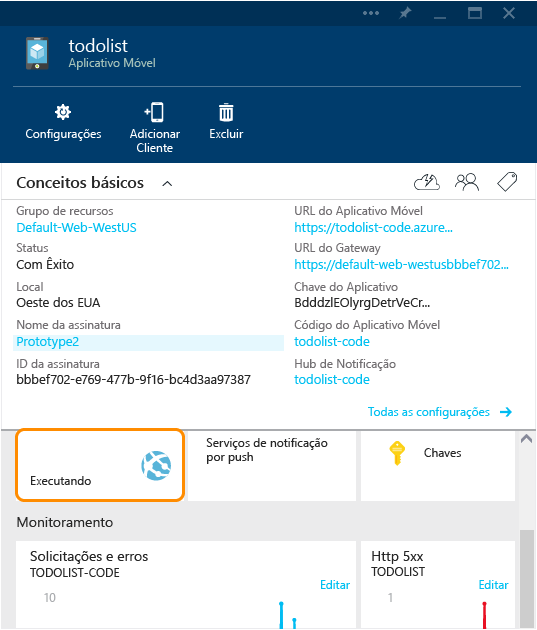 todolist
Aplicativo Móvel
Configurações
Adicionar
Cliente
Excluir
Conceitos básicos
Grupo de recursos
Default-Web-WestUS
Status
Com Êxito
Local
Oeste dos EUA
Nome da assinatura
Prototype2
ID da assinatura
bbbef702-e769-477b-9f16-bc4d3aa97387
URL do Aplicativo Móvel
https://todolist-code.azure...
URL do Gateway
https://default-web-westusbbbef702...
Chave do Aplicativo
BdddzlEOlyrgDetrVeCr...
Código do Aplicativo Móvel
todolist-code
Hub de Notificação
todolist-code
Todas as configurações
Executando
Serviços de notificação
por push
Chaves
Monitoramento
Solicitações e erros
TODOLIST-CODE
Editar
10
Http 5xx
TODOLIST
Editar
1